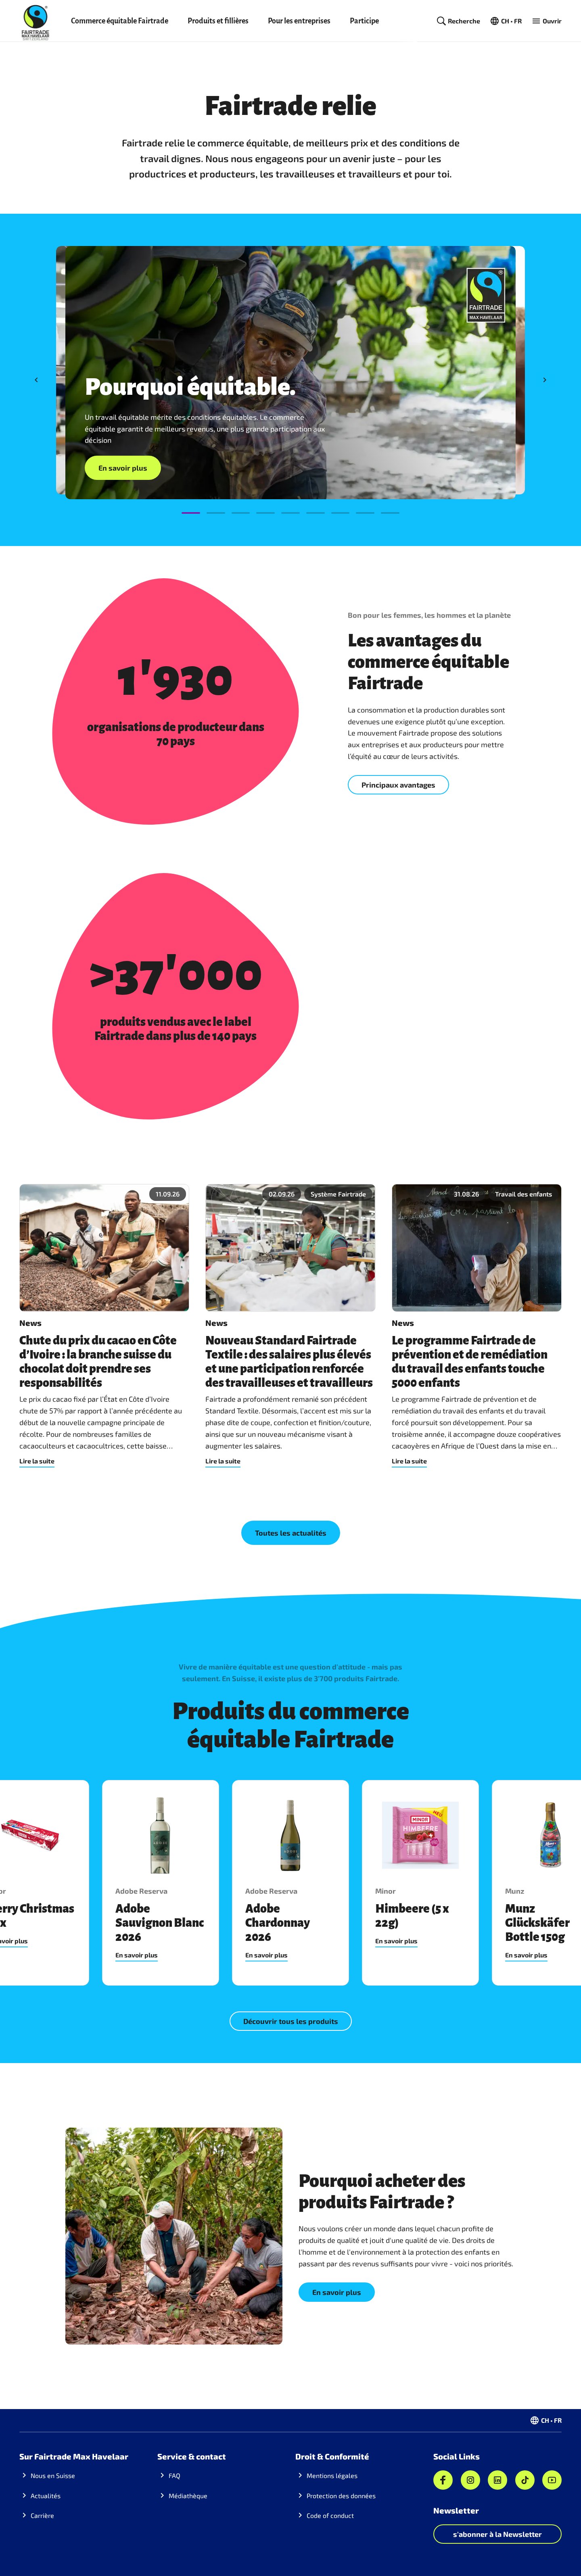 FAIRTRADE
MAX HAVELAAR
Commerce équitable Fairtrade
Produits et fillières
Pour les entreprises
Participe
Recherche
CH • FR
Ouvrir
Fairtrade relie
Fairtrade relie le commerce équitable, de meilleurs prix et des conditions de
travail dignes. Nous nous engageons pour un avenir juste – pour les
productrices et producteurs, les travailleuses et travailleurs et pour toi.
FAIRTRADE
MAX HAVELAAR
Pourquoi équitable.
Un travail équitable mérite des conditions équitables. Le commerce
équitable garantit de meilleurs revenus, une plus grande participation aux
décision
En savoir plus
1'930
organisations de producteur dans
70 pays
Bon pour les femmes, les hommes et la planète
Les avantages du
commerce équitable
Fairtrade
La consommation et la production durables sont
devenues une exigence plutôt qu'une exception.
Le mouvement Fairtrade propose des solutions
aux entreprises et aux producteurs pour mettre
l'équité au cœur de leurs activités.
Principaux avantages
>37'000
produits vendus avec le label
Fairtrade dans plus de 140 pays
11.09.26
News
Chute du prix du cacao en Côte
d'Ivoire : la branche suisse du
chocolat doit prendre ses
responsabilités
Le prix du cacao fixé par l'État en Côte d'Ivoire
chute de 57% par rapport à l'année précédente au
début de la nouvelle campagne principale de
récolte. Pour de nombreuses familles de
cacaoculteurs et cacaocultrices, cette baisse...
Lire la suite
02.09.26
Système Fairtrade
News
Nouveau Standard Fairtrade
Textile : des salaires plus élevés
et une participation renforcée
des travailleuses et travailleurs
Fairtrade a profondément remanié son précédent
Standard Textile. Désormais, l'accent est mis sur la
phase dite de coupe, confection et finition/couture,
ainsi que sur un nouveau mécanisme visant à
augmenter les salaires.
Lire la suite
31.08.26
Travail des enfants
News
Le programme Fairtrade de
prévention et de remédiation
du travail des enfants touche
5000 enfants
Le programme Fairtrade de prévention et de
remédiation du travail des enfants et du travail
forcé poursuit son développement. Pour sa
troisième année, il accompagne douze coopératives
cacaoyères en Afrique de l'Ouest dans la mise en...
Lire la suite
Toutes les actualités
Vivre de manière équitable est une question d'attitude - mais pas
seulement. En Suisse, il existe plus de 3'700 produits Fairtrade.
Produits du commerce
équitable Fairtrade
erry Christmas
x
avoir plus
Adobe Reserva
Adobe
Sauvignon Blanc
2026
En savoir plus
Adobe Reserva
Adobe
Chardonnay
2026
En savoir plus
MINOR
HIMBEERE
Minor
Himbeere (5 x
22g)
En savoir plus
Munz
Munz
Glückskäfer
Bottle 150g
En savoir plus
Découvrir tous les produits
Pourquoi acheter des
produits Fairtrade ?
Nous voulons créer un monde dans lequel chacun profite de
produits de qualité et jouit d'une qualité de vie. Des droits de
l'homme et de l'environnement à la protection des enfants en
passant par des revenus suffisants pour vivre - voici nos priorités.
En savoir plus
CH • FR
Sur Fairtrade Max Havelaar
Nous en Suisse
Actualités
Carrière
Service & contact
FAQ
Médiathèque
Droit & Conformité
Mentions légales
Protection des données
Code of conduct
Social Links
Newsletter
s'abonner à la Newsletter